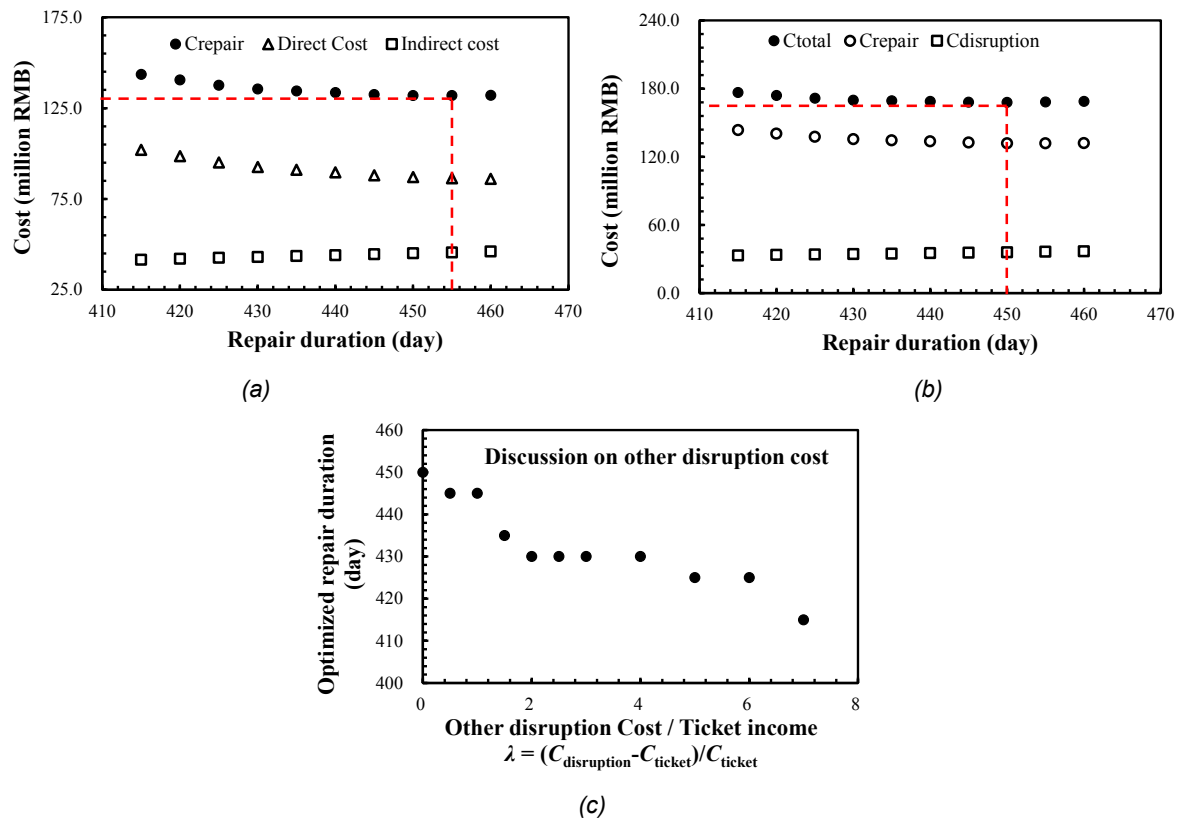 175.0
Crepair Direct Cost Indirect cost
125.0
75.0
25.0
Cost (million RMB)
410 420 430 440 450 460 470
Repair duration (day)
(a)
240.0
Ctotal Crepair Cdisruption
180.0
120.0
60.0
0.0
Cost (million RMB)
410 420 430 440 450 460 470
Repair duration (day)
(b)
460
Discussion on other disruption cost
450
440
430
420
410
400
Optimized repair duration
(day)
0 2 4 6 8
Other disruption Cost / Ticket income
λ = (Cdisruption-Cticket)/Cticket
(c)